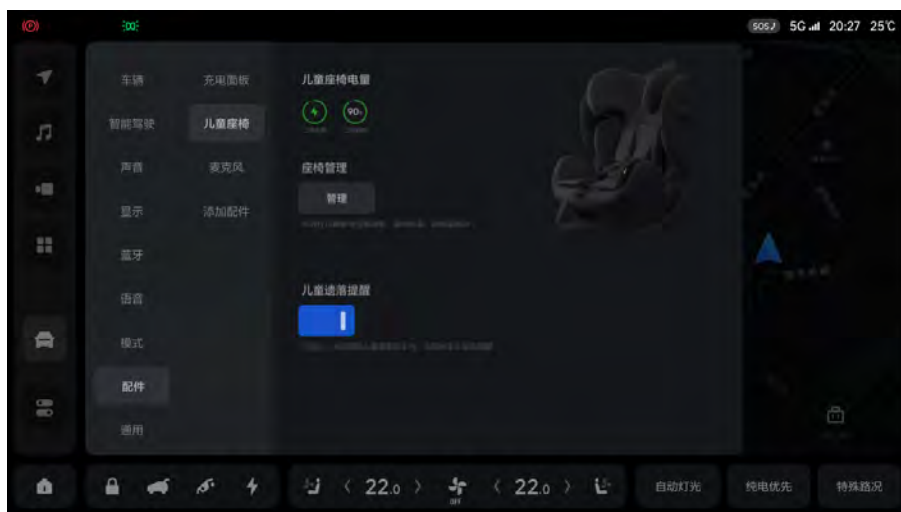 SOS
5G
20:27
25℃
车辆
智能驾驶
声音
显示
蓝牙
语音
模式
配件
通用
充电面板
儿童座椅
麦克风
添加配件
儿童座椅电量
90%
座椅管理
管理
儿童遗落提醒
22.0
OFF
22.0
自动灯光
纯电优先
特殊路况